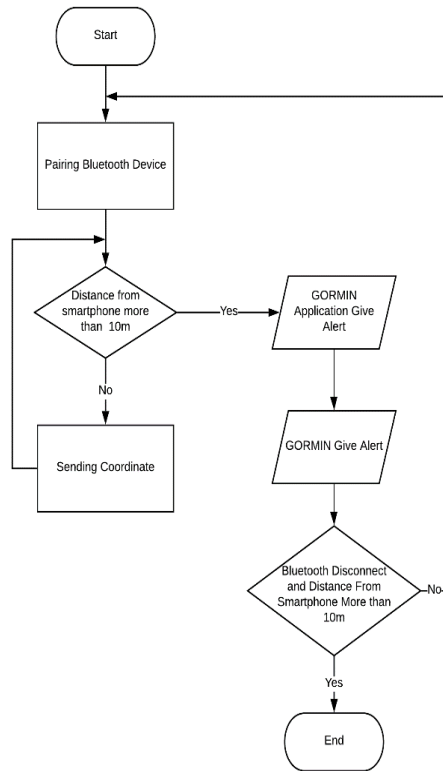 Start
Pairing Bluetooth Device
Distance from
smartphone more
than 10m
Yes
GORMIN
Application Give
Alert
No
Sending Coordinate
GORMIN Give Alert
Bluetooth Disconnect
and Distance From
Smartphone More than
10m
No
Yes
End